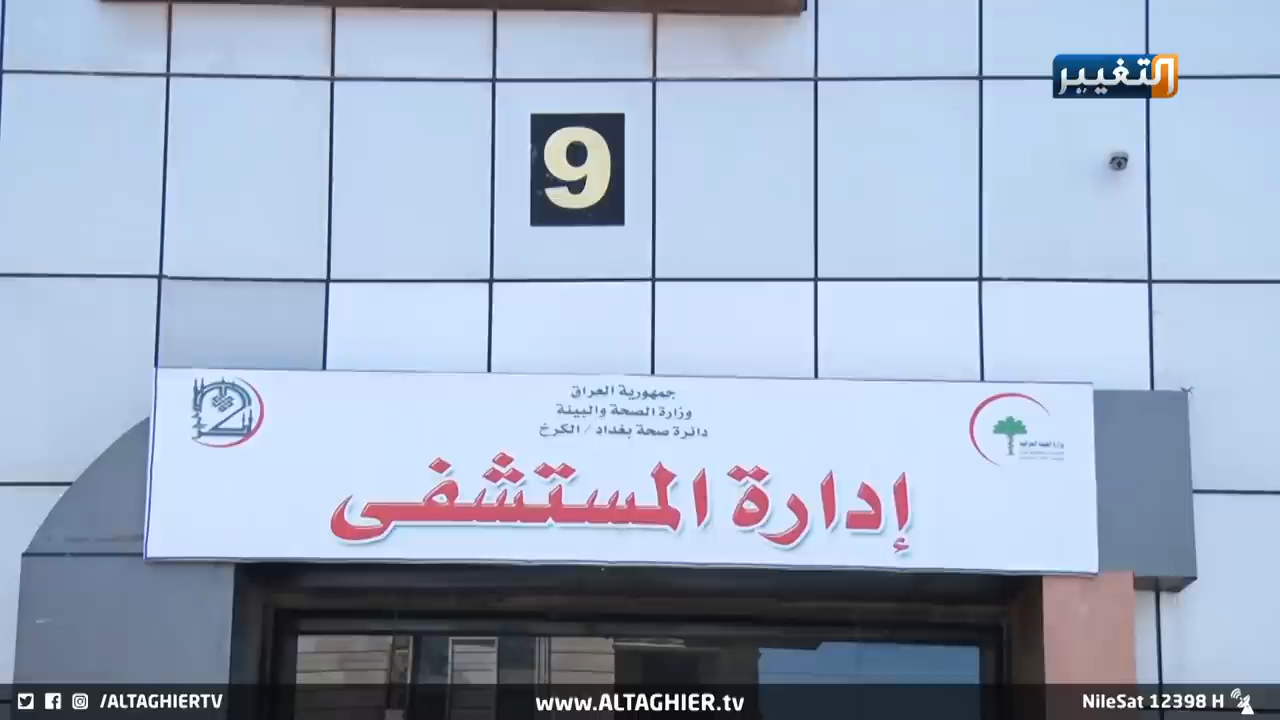 التغيير
9
جمهورية العراق
وزارة الصحة والبيئة
دائرة صحة بغداد / الكرخ
إدارة المستشفى
/ALTAGHIERTV
www.ALTAGHIER.tv
NileSat 12398 H